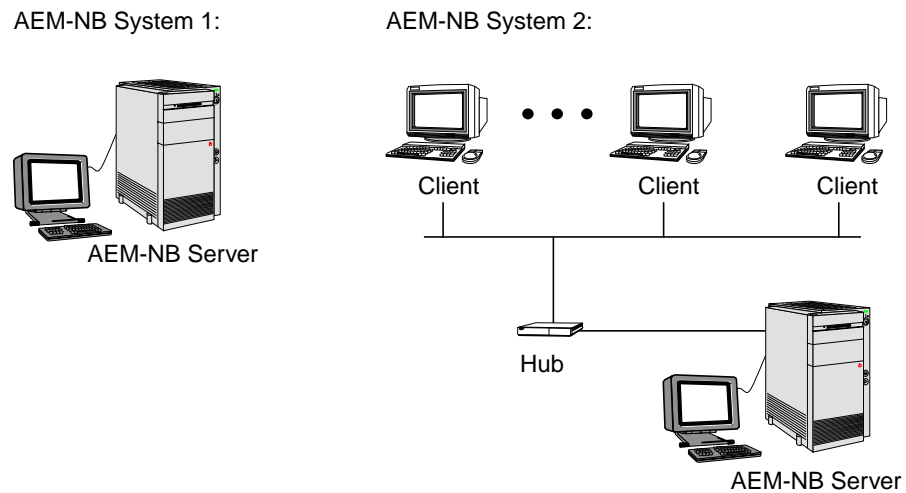 AEM-NB System 1:
AEM-NB System 2:
Client
Client
Client
AEM-NB Server
Hub
AEM-NB Server